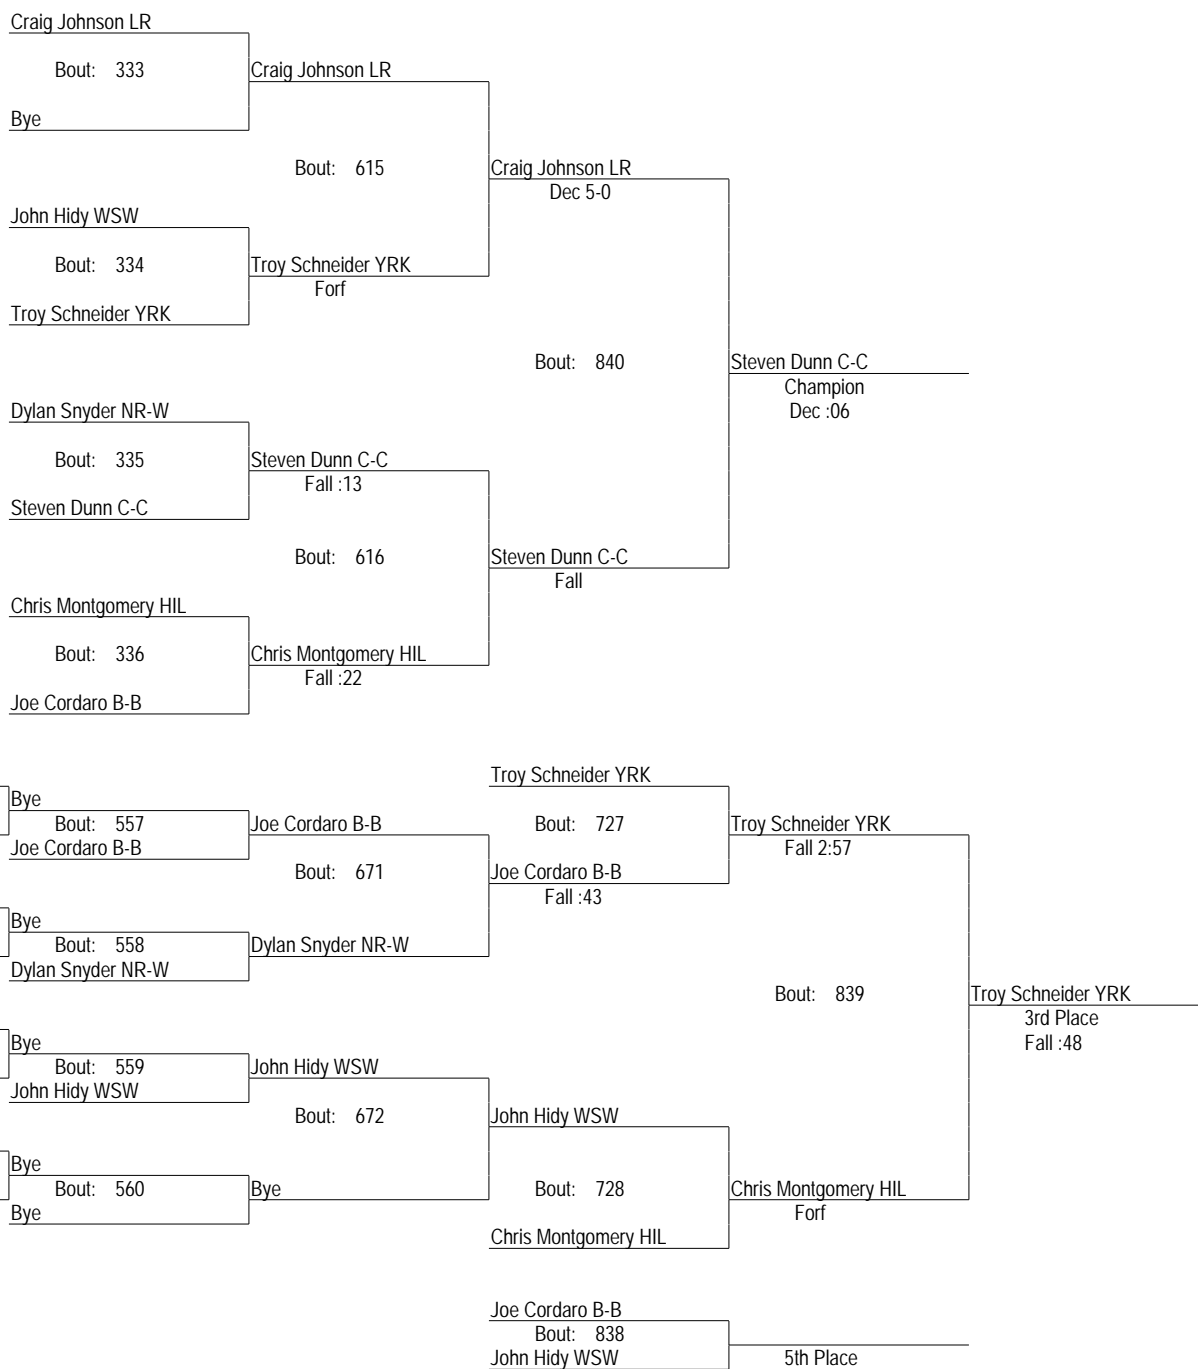 Craig Johnson LR
Bout: 333
Craig Johnson LR
Bye
Bout: 615
Craig Johnson LR
Dec 5-0
John Hidy WSW
Bout: 334
Troy Schneider YRK
Forf
Troy Schneider YRK
Bout: 840
Steven Dunn C-C
Champion
Dec :06
Dylan Snyder NR-W
Bout: 335
Steven Dunn C-C
Fall :13
Steven Dunn C-C
Bout: 616
Steven Dunn C-C
Fall
Chris Montgomery HIL
Bout: 336
Chris Montgomery HIL
Fall :22
Joe Cordaro B-B
Troy Schneider YRK
Bye
Bout: 557
Joe Cordaro B-B
Bout: 727
Troy Schneider YRK
Fall 2:57
Joe Cordaro B-B
Bout: 671
Joe Cordaro B-B
Fall :43
Bye
Bout: 558
Dylan Snyder NR-W
Dylan Snyder NR-W
Bout: 839
Troy Schneider YRK
3rd Place
Fall :48
Bye
Bout: 559
John Hidy WSW
John Hidy WSW
Bout: 672
John Hidy WSW
Bye
Bout: 560
Bye
Bout: 728
Chris Montgomery HIL
Forf
Bye
Chris Montgomery HIL
Joe Cordaro B-B
Bout: 838
John Hidy WSW
5th Place